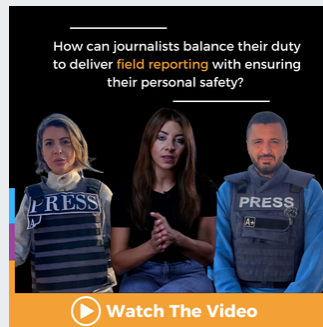 How can journalists balance their duty
to deliver field reporting with ensuring
their personal safety?
PRESS
A+
PRESS
A+
Watch The Video